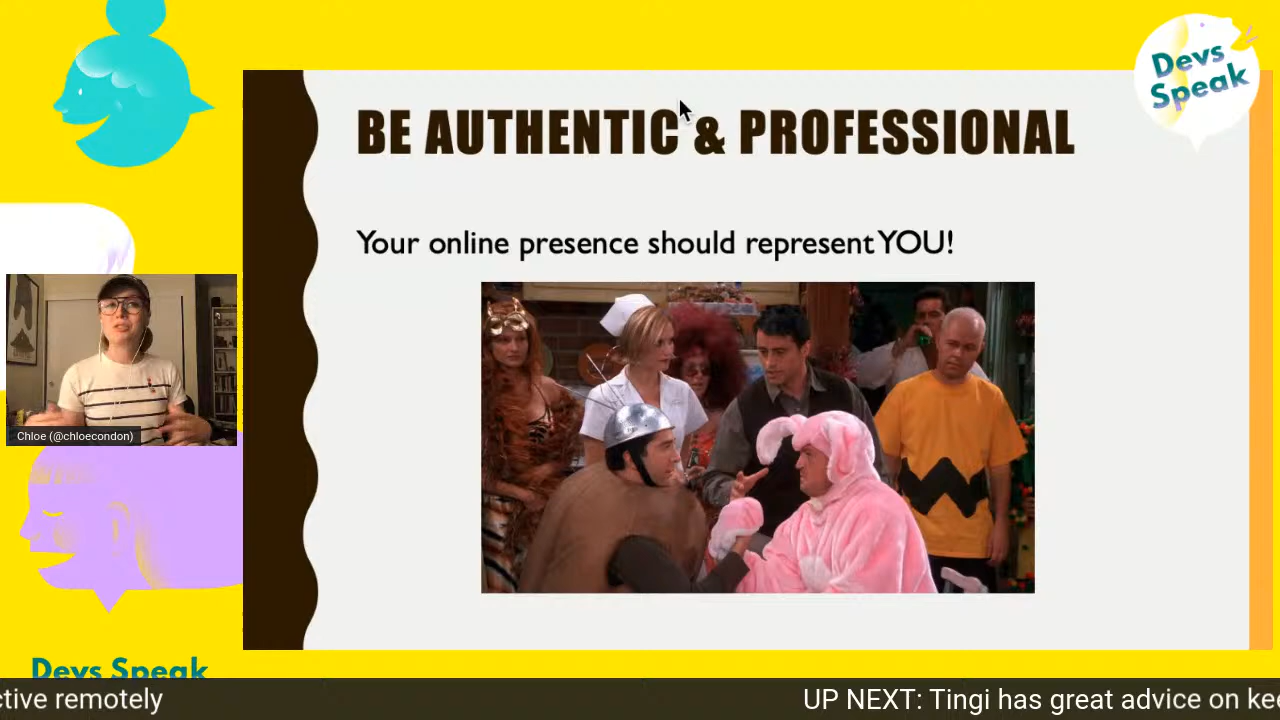 Devs
Speak
BE AUTHENTIC & PROFESSIONAL
Your online presence should represent YOU!
Chloe (@chloecondon)
Devs Speak
ctive remotely
UP NEXT: Tingi has great advice on kee